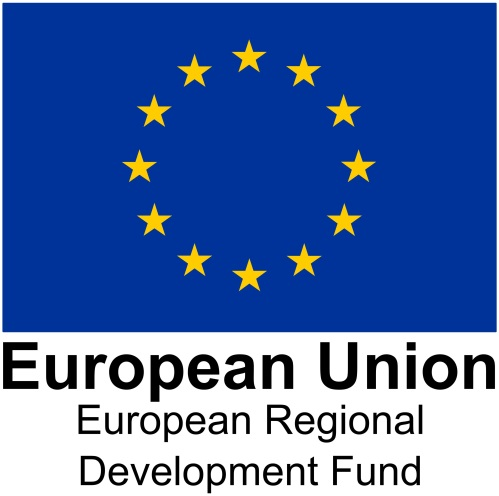 European Union
European Regional
Development Fund